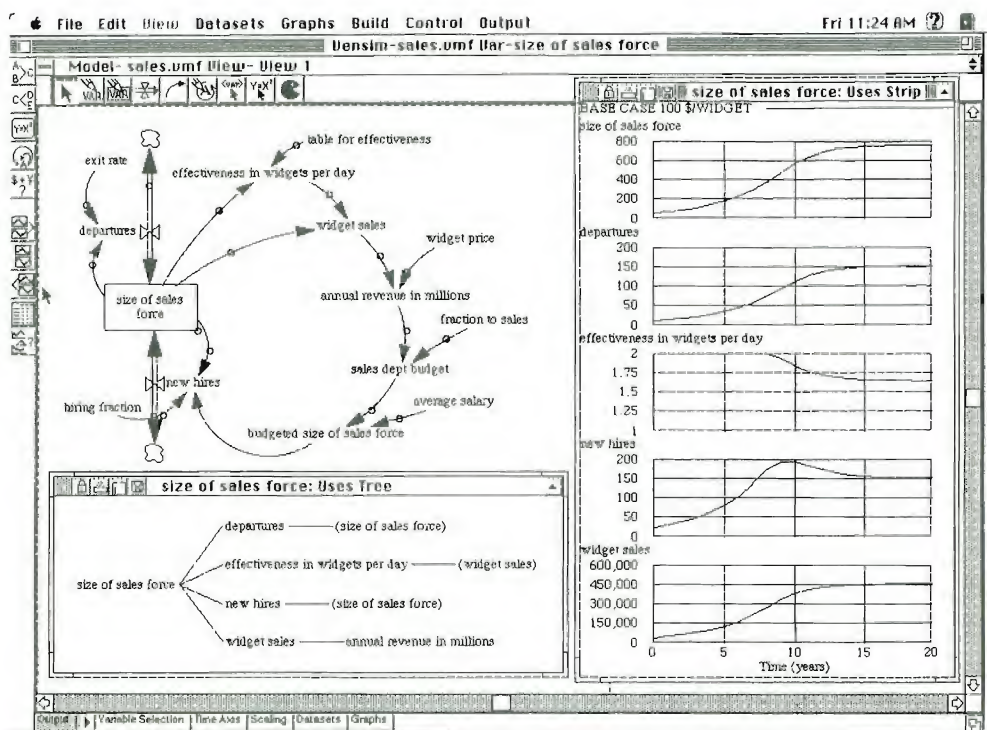 File Edit View Datasets Graphs Build Control Output
Fri 11:24 AM
Vensim-sales.vmf Var-size of sales force
Model- sales.vmf View- View 1
VAR VAR <VAR> Y=X²
A>C
B
Y=X²
$+¥
?
exit rate
table for effectiveness
effectiveness in widgets per day
departures
widget sales
widget price
size of sales
force
annual revenue in millions
fraction to sales
sales dept budget
new hires
hiring fraction
average salary
budgeted size of sales force
size of sales force: Uses Tree
departures
(size of sales force)
effectiveness in widgets per day
(widget sales)
size of sales force
new hires
(size of sales force)
widget sales
annual revenue in millions
size of sales force: Uses Strip
BASE CASE 100 $/WIDGET
size of sales force
800
600
400
200
0
departures
200
150
100
50
0
effectiveness in widgets per day
2
1.75
1.5
1.25
1
new hires
200
150
100
50
0
widget sales
600,000
450,000
300,000
150,000
0
0 5 10 15 20
Time (years)
Output Variable Selection Time Axis Scaling Datasets Graphs